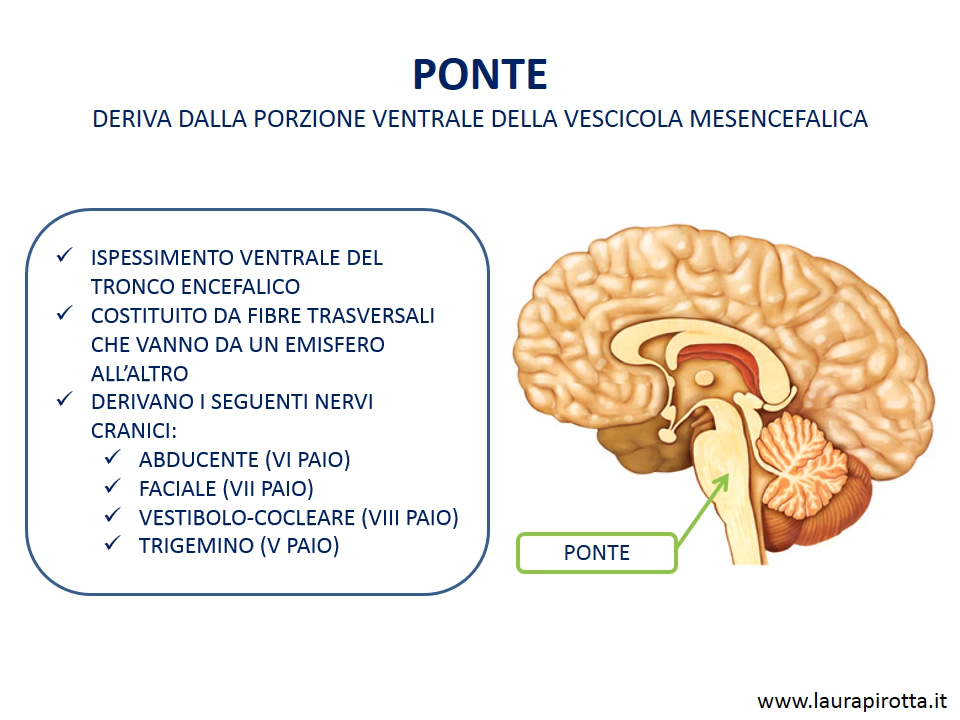 PONTE
DERIVA DALLA PORZIONE VENTRALE DELLA VESCICOLA MESENCEFALICA
✓ ISPESSIMENTO VENTRALE DEL
TRONCO ENCEFALICO
✓ COSTITUITO DA FIBRE TRASVERSALI
CHE VANNO DA UN EMISFERO
ALL’ALTRO
✓ DERIVANO I SEGUENTI NERVI
CRANICI:
✓ ABDUCENTE (VI PAIO)
✓ FACIALE (VII PAIO)
✓ VESTIBOLO-COCLEARE (VIII PAIO)
✓ TRIGEMINO (V PAIO)
PONTE
www.laurapirotta.it